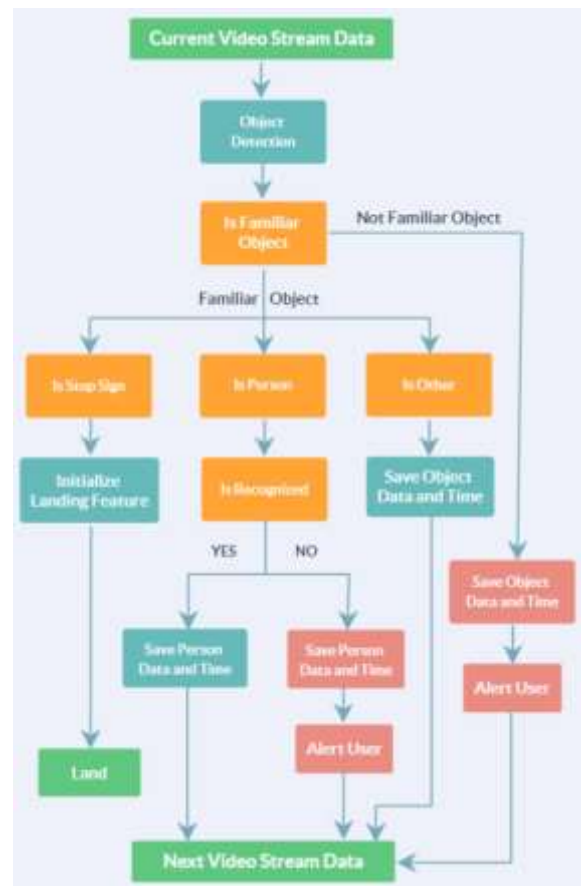 Current Video Stream Data
Object
Detection
Is Familiar
Object
Not Familiar Object
Familiar Object
Is Stop Sign
Is Person
Is Other
Initialize
Landing Feature
Is Recognized
Save Object
Data and Time
YES
NO
Save Object
Data and Time
Save Person
Data and Time
Save Person
Data and Time
Alert User
Alert User
Land
Next Video Stream Data